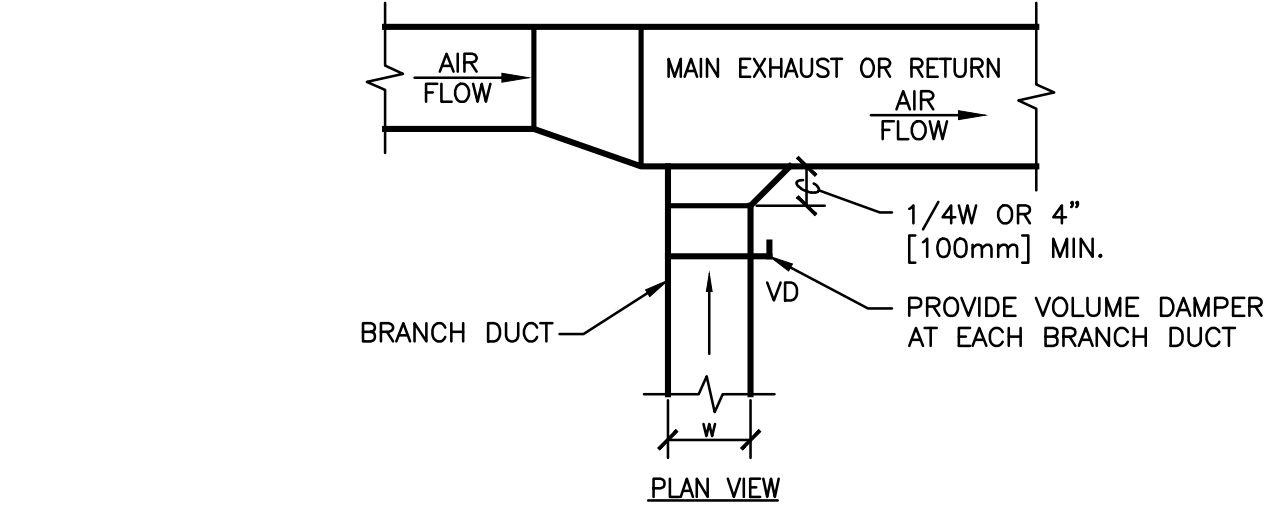 AIR
FLOW
MAIN EXHAUST OR RETURN
AIR
FLOW
1/4W OR 4”
[100mm] MIN.
VD
PROVIDE VOLUME DAMPER
AT EACH BRANCH DUCT
BRANCH DUCT
W
PLAN VIEW